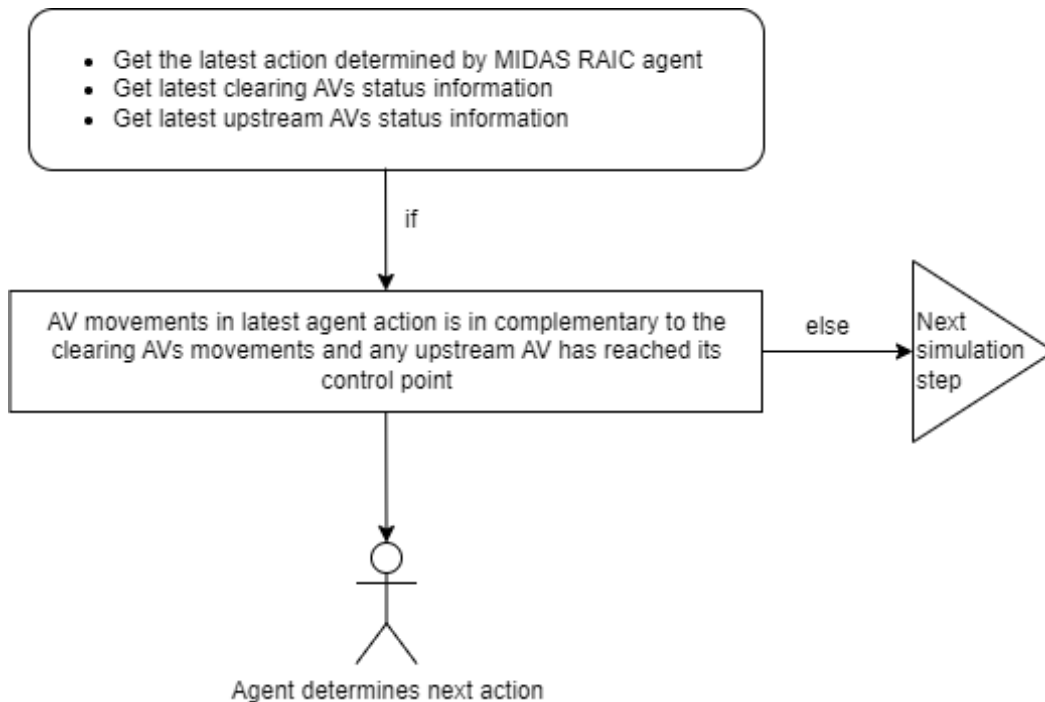 • Get the latest action determined by MIDAS RAIC agent
• Get latest clearing AVs status information
• Get latest upstream AVs status information
if
AV movements in latest agent action is in complementary to the
clearing AVs movements and any upstream AV has reached its
control point
else
Next
simulation
step
Agent determines next action